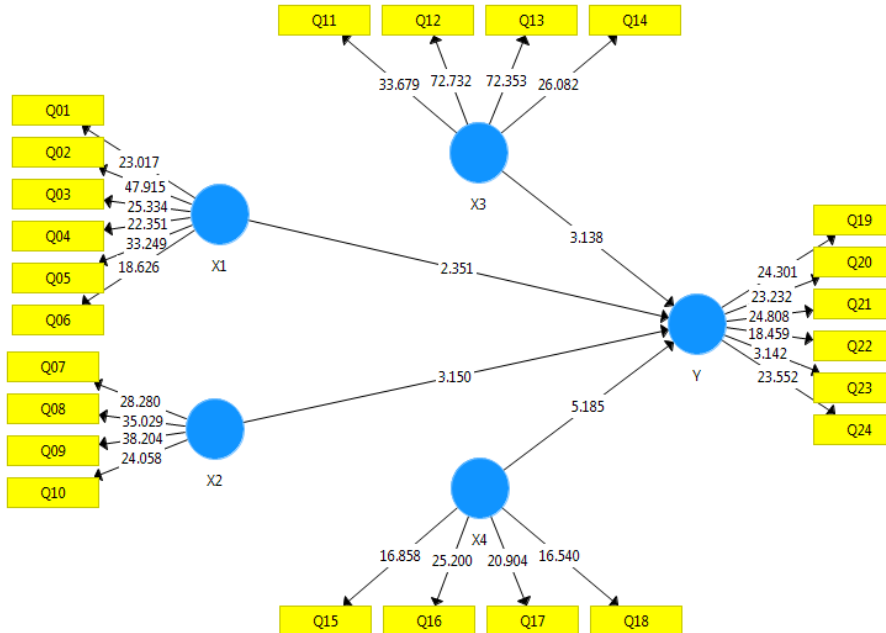 Q11
Q12
Q13
Q14
33.679
72.732
72.353
26.082
X3
Q01
Q02
Q03
Q04
Q05
Q06
23.017
47.915
25.334
22.351
33.249
18.626
X1
2.351
3.138
Q07
Q08
Q09
Q10
28.280
35.029
38.204
24.058
X2
3.150
5.185
Y
24.301
23.232
24.808
18.459
3.142
23.552
Q19
Q20
Q21
Q22
Q23
Q24
X4
16.858
25.200
20.904
16.540
Q15
Q16
Q17
Q18